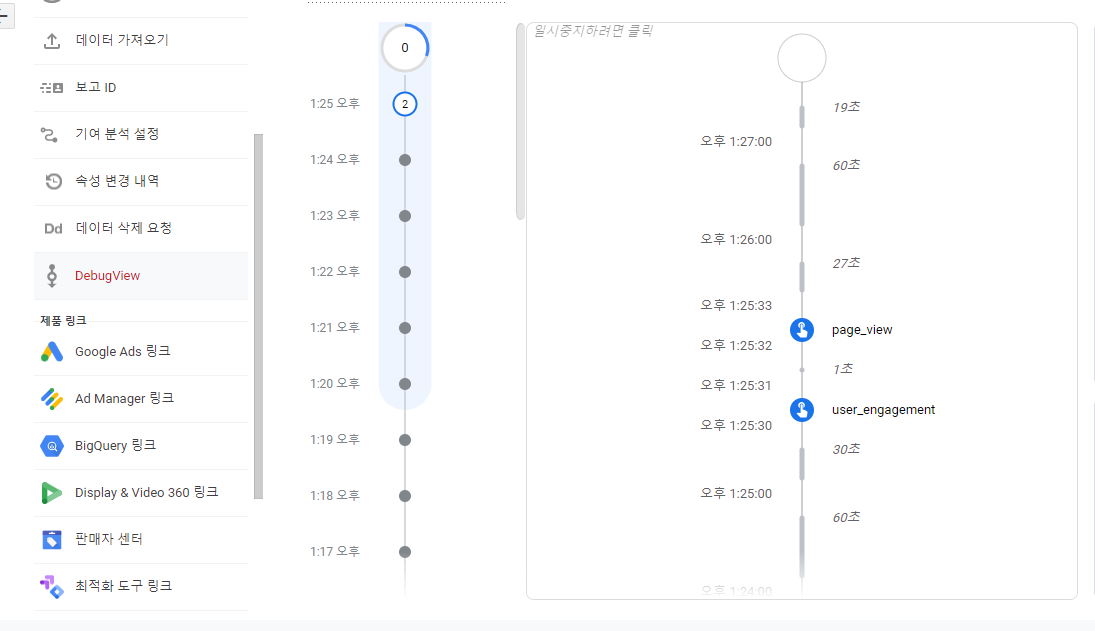 데이터 가져오기
보고 ID
기여 분석 설정
속성 변경 내역
Dd 데이터 삭제 요청
DebugView
제품 링크
Google Ads 링크
Ad Manager 링크
BigQuery 링크
Display & Video 360 링크
판매자 센터
최적화 도구 링크
0
1:25 오후 2
1:24 오후
1:23 오후
1:22 오후
1:21 오후
1:20 오후
1:19 오후
1:18 오후
1:17 오후
일시중지하려면 클릭
19초
오후 1:27:00
60초
오후 1:26:00
27초
오후 1:25:33
page_view
오후 1:25:32
1초
오후 1:25:31
user_engagement
오후 1:25:30
30초
오후 1:25:00
60초
오후 1:24:00